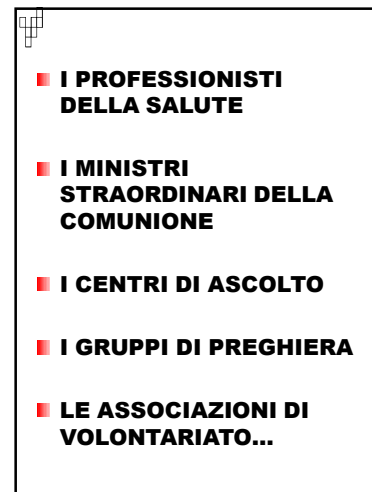 I PROFESSIONISTI
DELLA SALUTE
I MINISTRI
STRAORDINARI DELLA
COMUNIONE
I CENTRI DI ASCOLTO
I GRUPPI DI PREGHIERA
LE ASSOCIAZIONI DI
VOLONTARIATO...